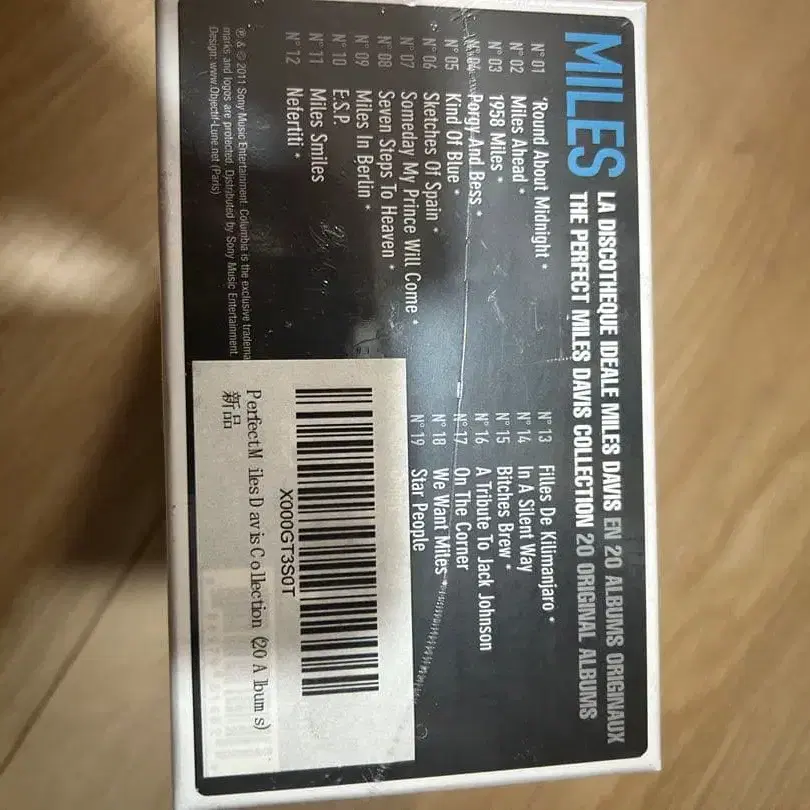 MILES LA DISCOTHEQUE IDEALE MILES DAVIS EN 20 ALBUMS ORIGINAUX
THE PERFECT MILES DAVIS COLLECTION 20 ORIGINAL ALBUMS
N° 01 'Round About Midnight *
N° 02 Miles Ahead *
N° 03 1958 Miles *
N° 04 Porgy And Bess *
N° 05 Kind Of Blue *
N° 06 Sketches Of Spain *
N° 07 Someday My Prince Will Come *
N° 08 Seven Steps To Heaven *
N° 09 Miles In Berlin *
N° 10 E.S.P.
N° 11 Miles Smiles
N° 12 Nefertiti *
N° 13 Filles De Kilimanjaro *
N° 14 In A Silent Way
N° 15 Bitches Brew *
N° 16 A Tribute To Jack Johnson
N° 17 On The Corner
N° 18 We Want Miles *
N° 19 Star People
℗ & © 2011 Sony Music Entertainment. Columbia is the exclusive tradema
marks and logos are protected. Distributed by Sony Music Entertainment.
Design: www.Objectif-Lune.net (Paris)
X000GT3S0T
Perfect Miles Davis Collection (20 Albums)
新品